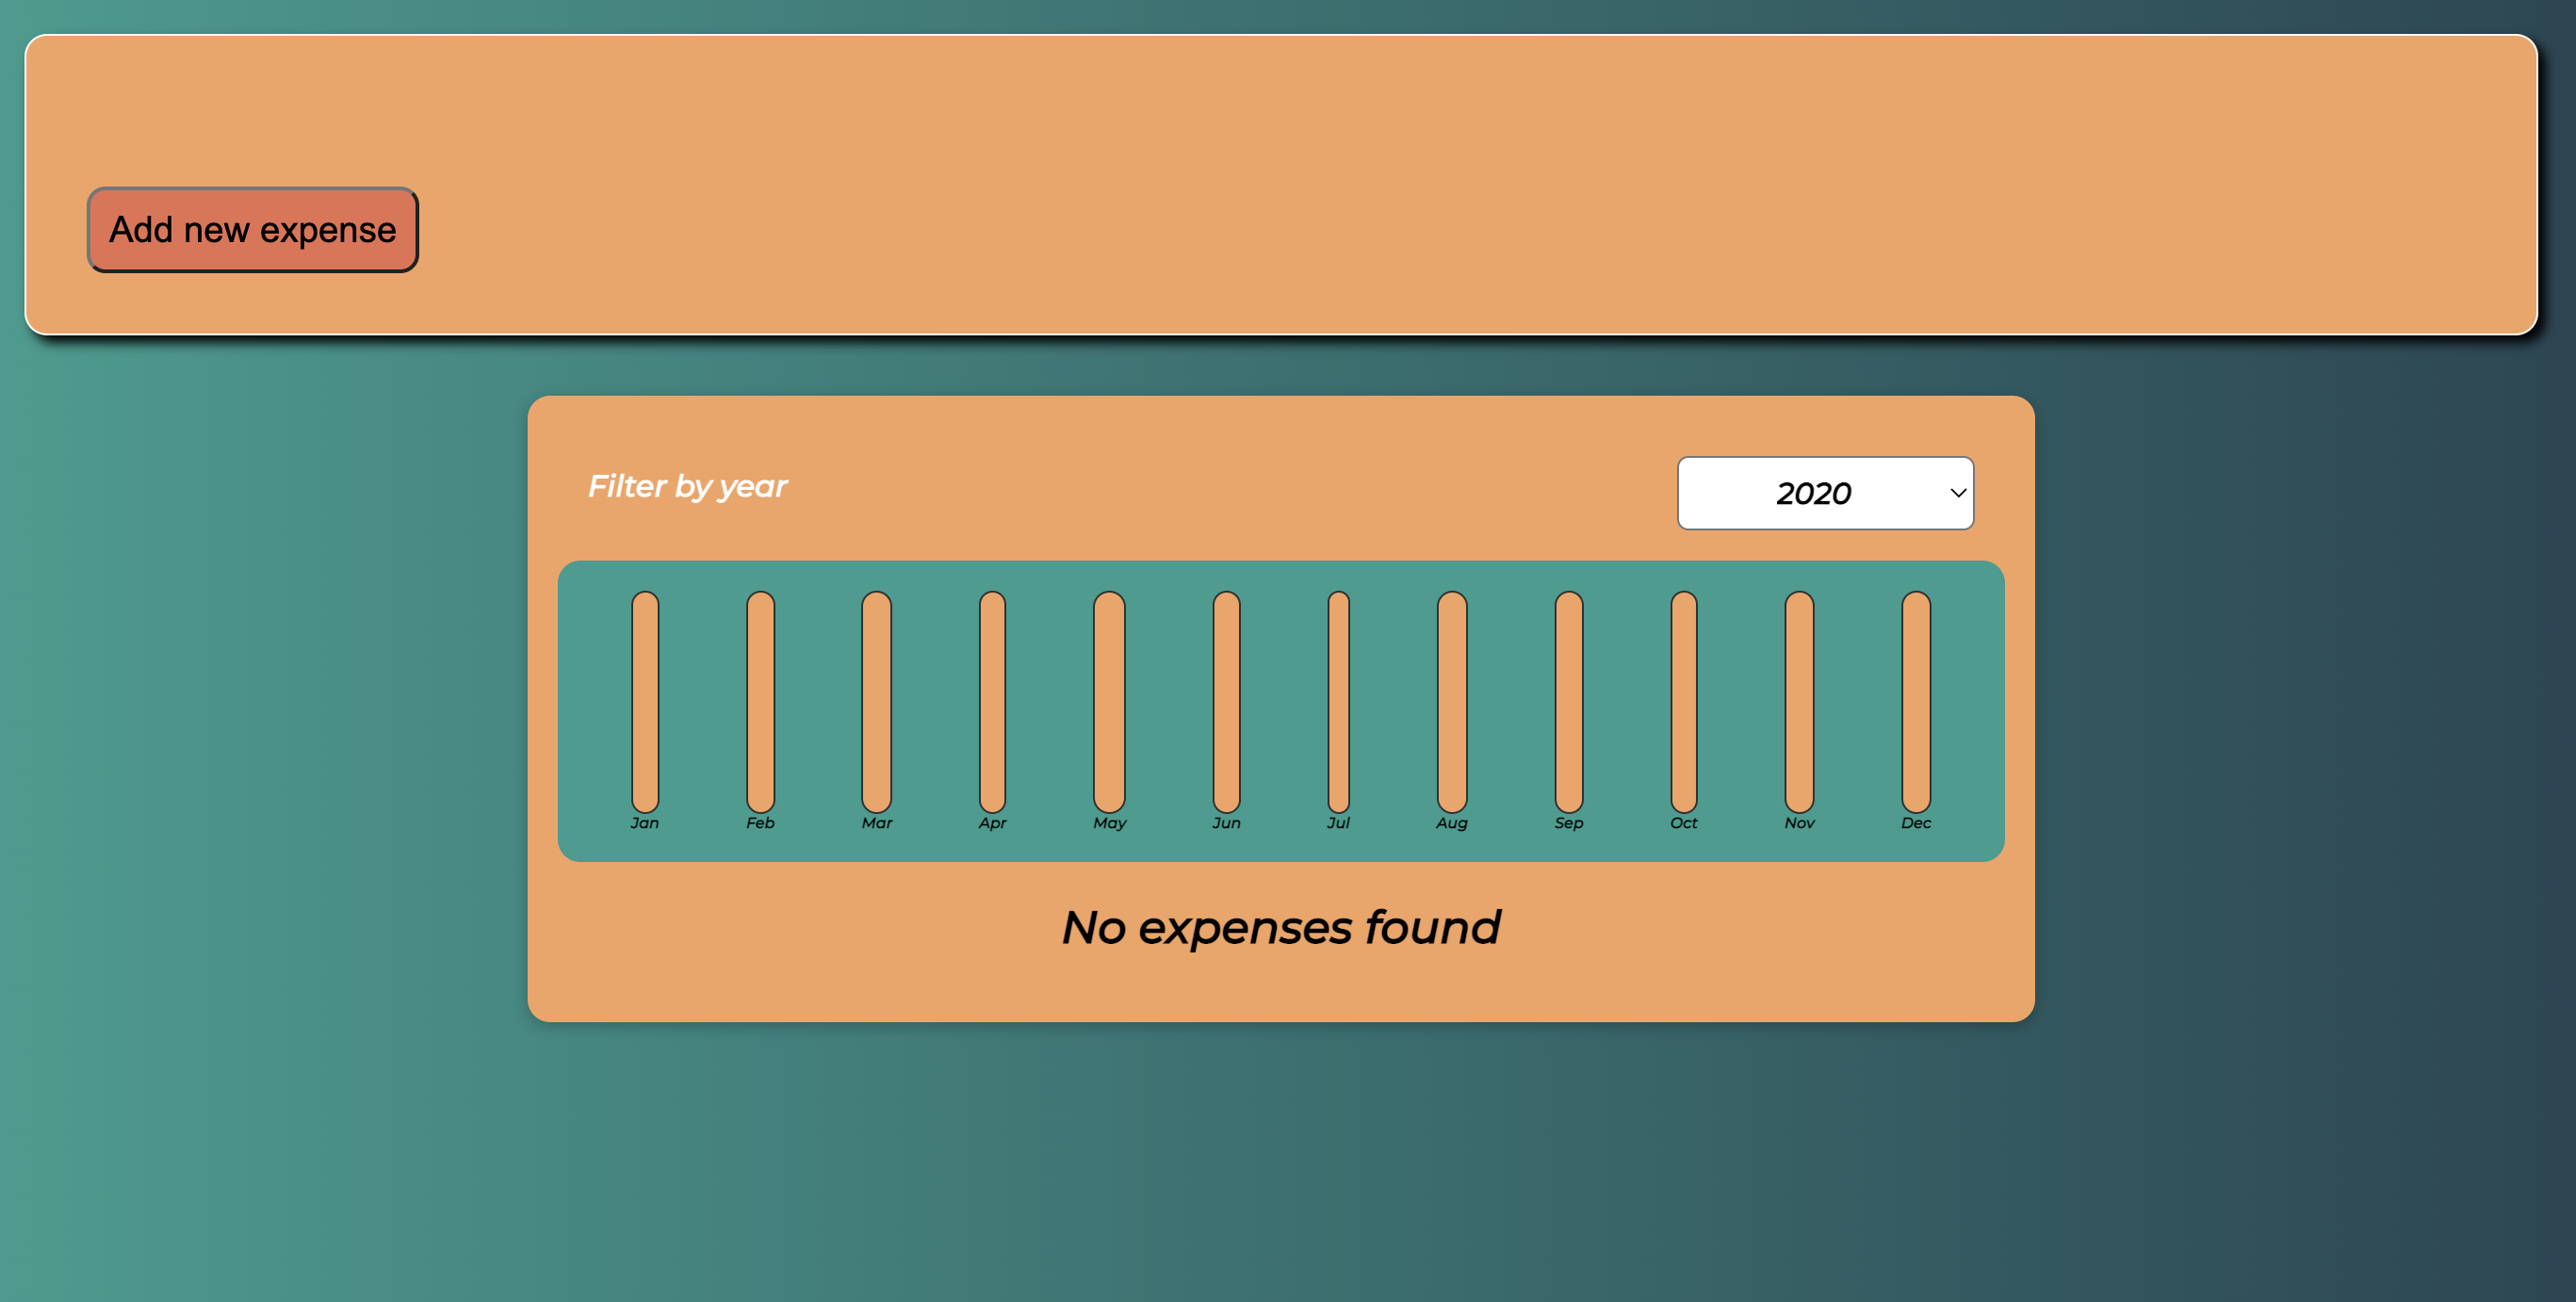 Add new expense
Filter by year
2020
Jan Feb Mar Apr May Jun Jul Aug Sep Oct Nov Dec
No expenses found